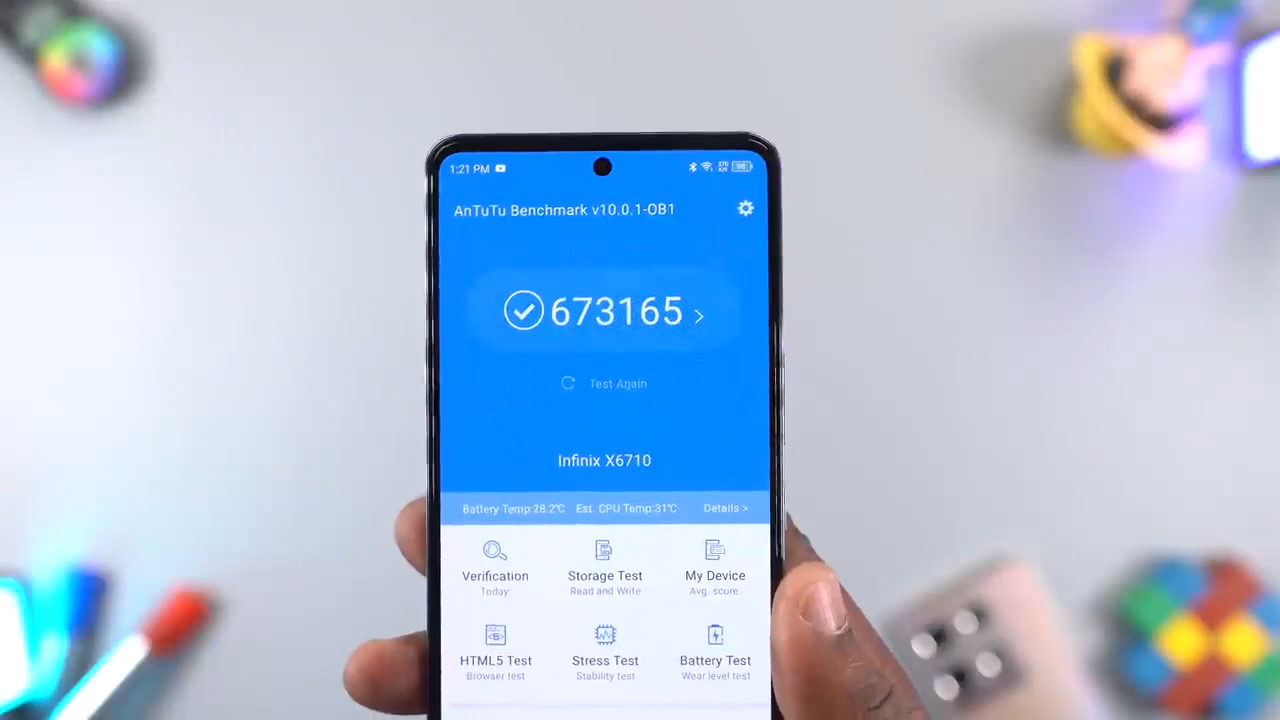 1:21 PM
98
AnTuTu Benchmark v10.0.1-OB1
673165 >
Test Again
Infinix X6710
Battery Temp:28.2℃ Est. CPU Temp:31℃ Details >
Verification Storage Test My Device
Today Read and Write Avg. score
HTML5 Test Stress Test Battery Test
Browser test Stability test Wear level test